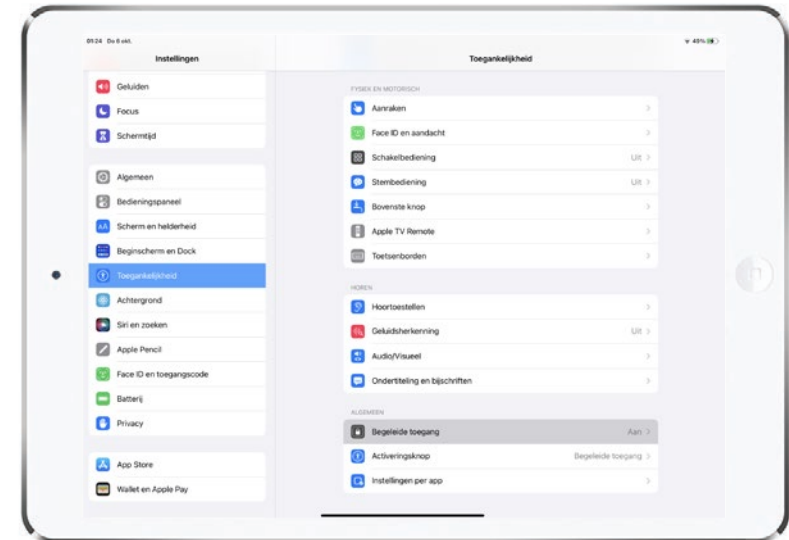 09:24 Do 6 okt.
49%
Instellingen
Geluiden
Focus
Schermtijd
Algemeen
Bedieningspaneel
AA Scherm en helderheid
Beginscherm en Dock
Toegankelijkheid
Achtergrond
Siri en zoeken
Apple Pencil
Face ID en toegangscode
Batterij
Privacy
App Store
Wallet en Apple Pay
Toegankelijkheid
FYSIEK EN MOTORISCH
Aanraken
Face ID en aandacht
Schakelbediening Uit
Stembediening Uit
Bovenste knop
Apple TV Remote
Toetsenborden
HOREN
Hoortoestellen
Geluidsherkenning Uit
Audio/Visueel
Ondertiteling en bijschriften
ALGEMEEN
Begeleide toegang Aan
Activeringsknop Begeleide toegang
Instellingen per app